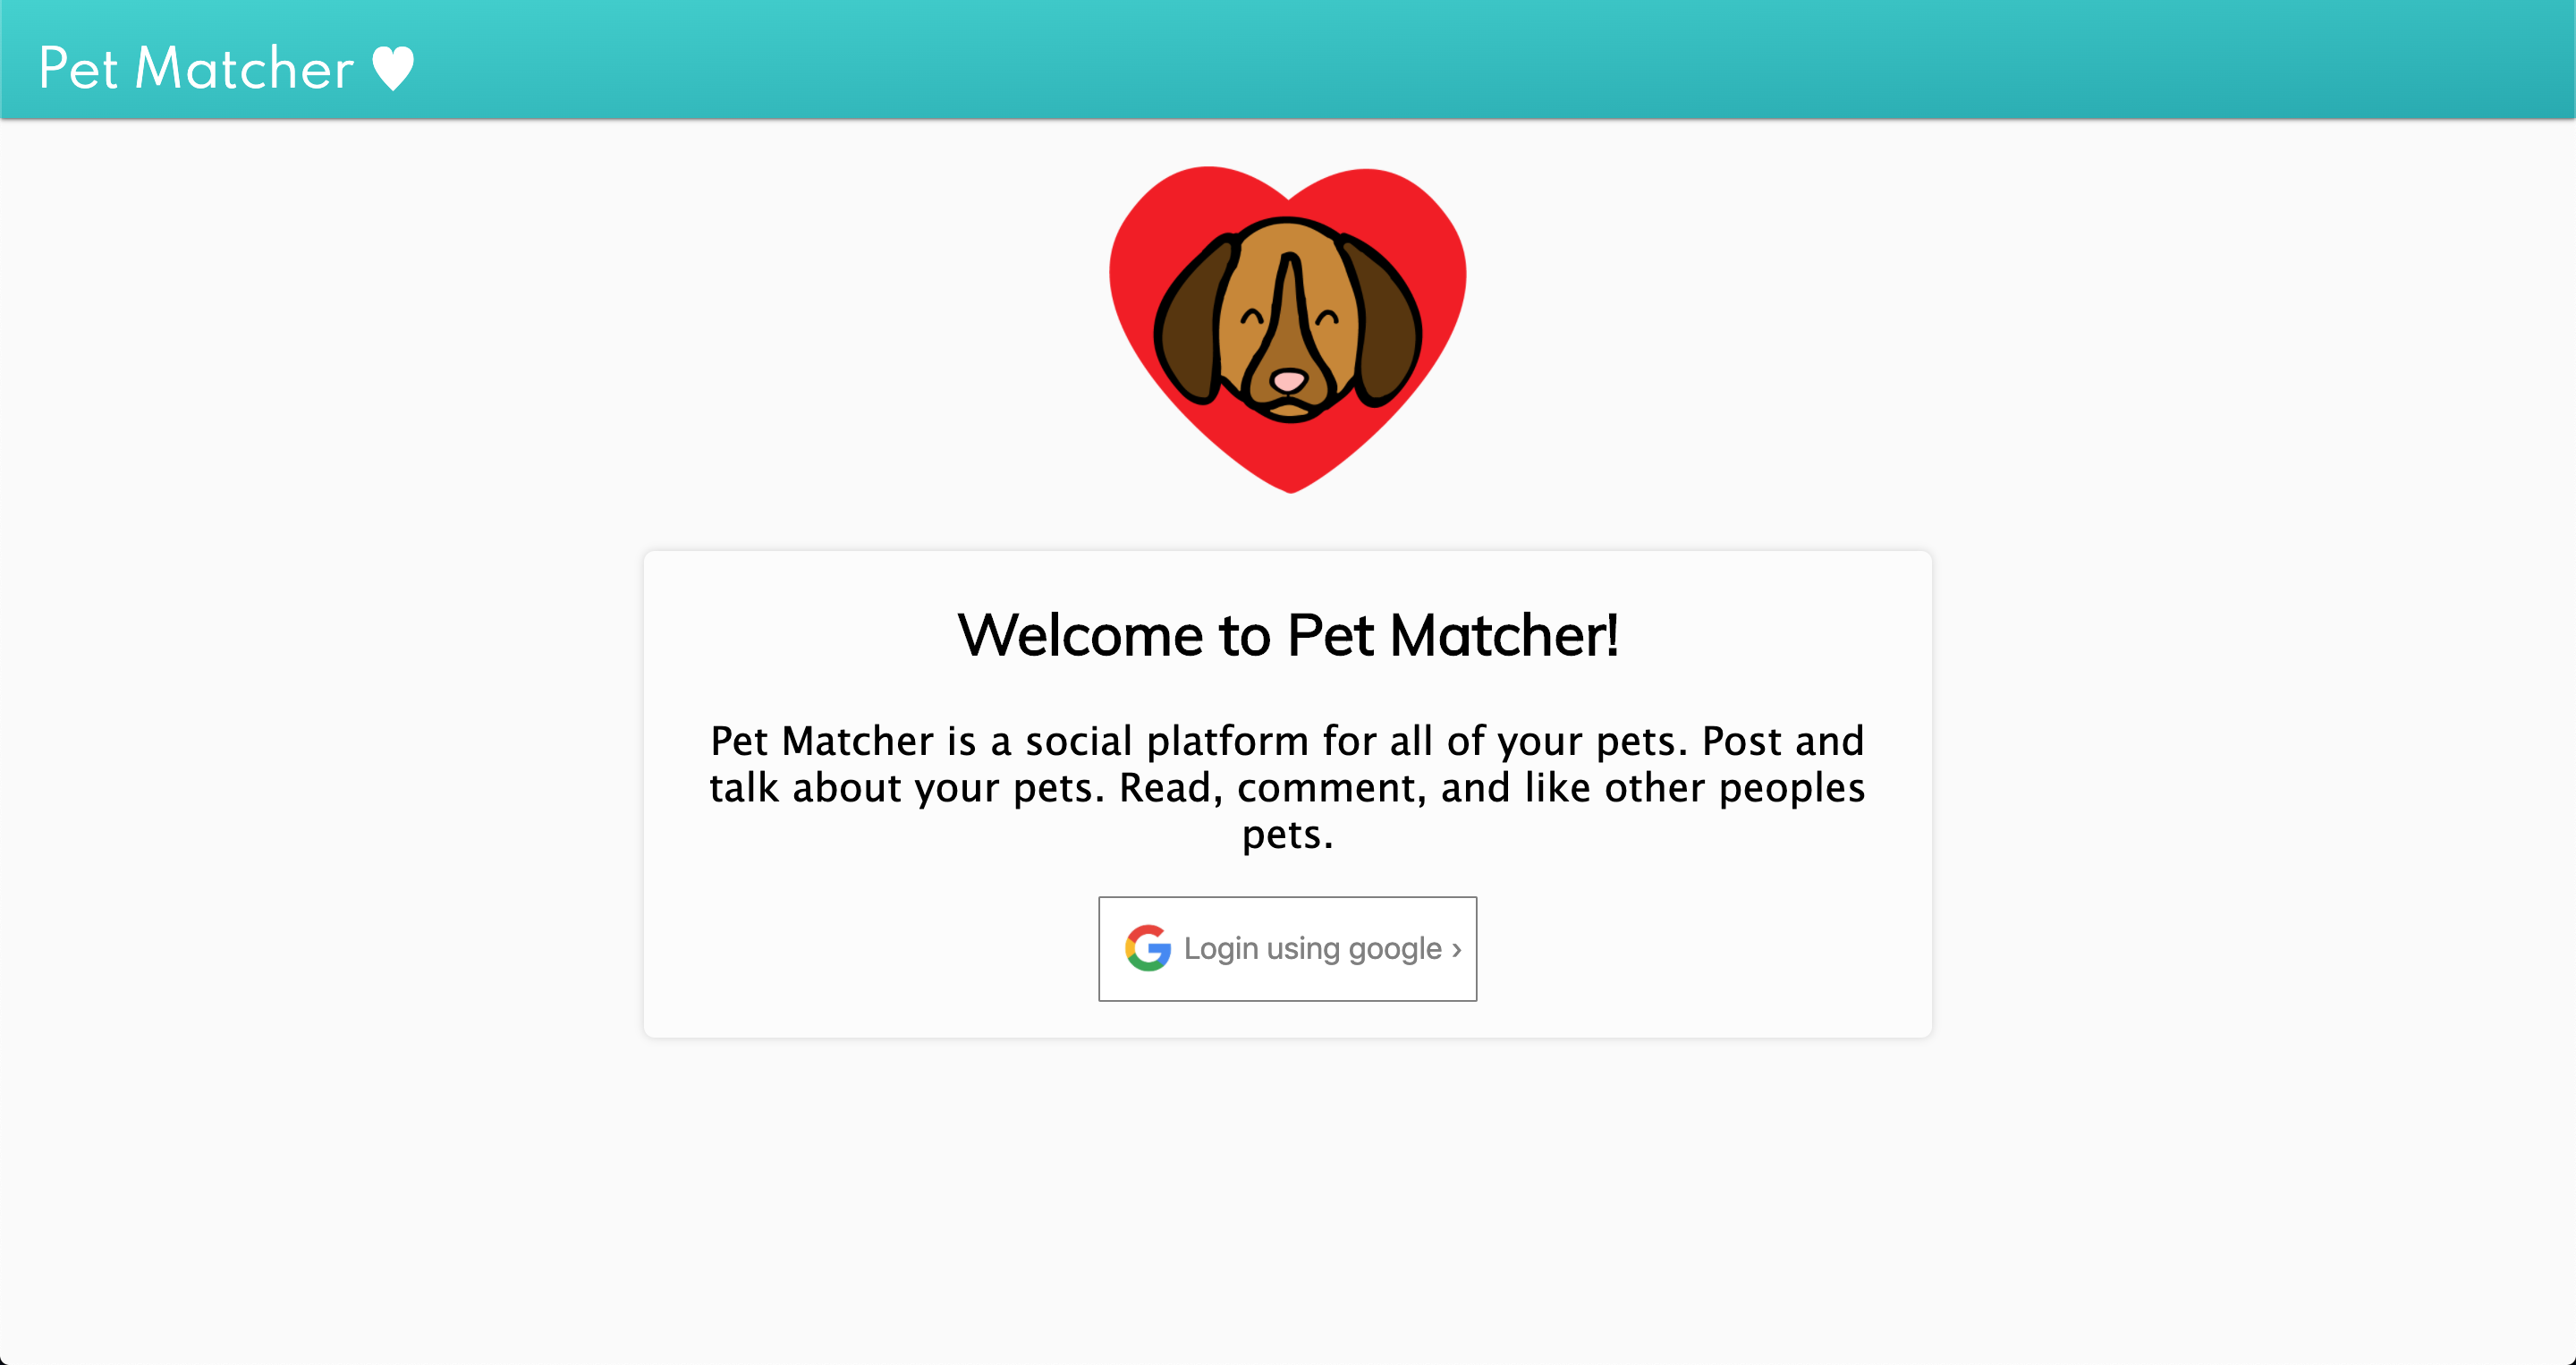 Pet Matcher ♥
Welcome to Pet Matcher!
Pet Matcher is a social platform for all of your pets. Post and
talk about your pets. Read, comment, and like other peoples
pets.
Login using google ›